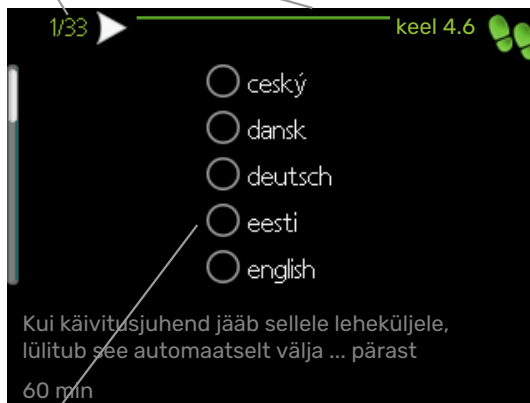 1/33
keel 4.6
ceský
dansk
deutsch
eesti
english
Kui käivitusjuhend jääb sellele leheküljele,
lülitub see automaatselt välja ... pärast
60 min